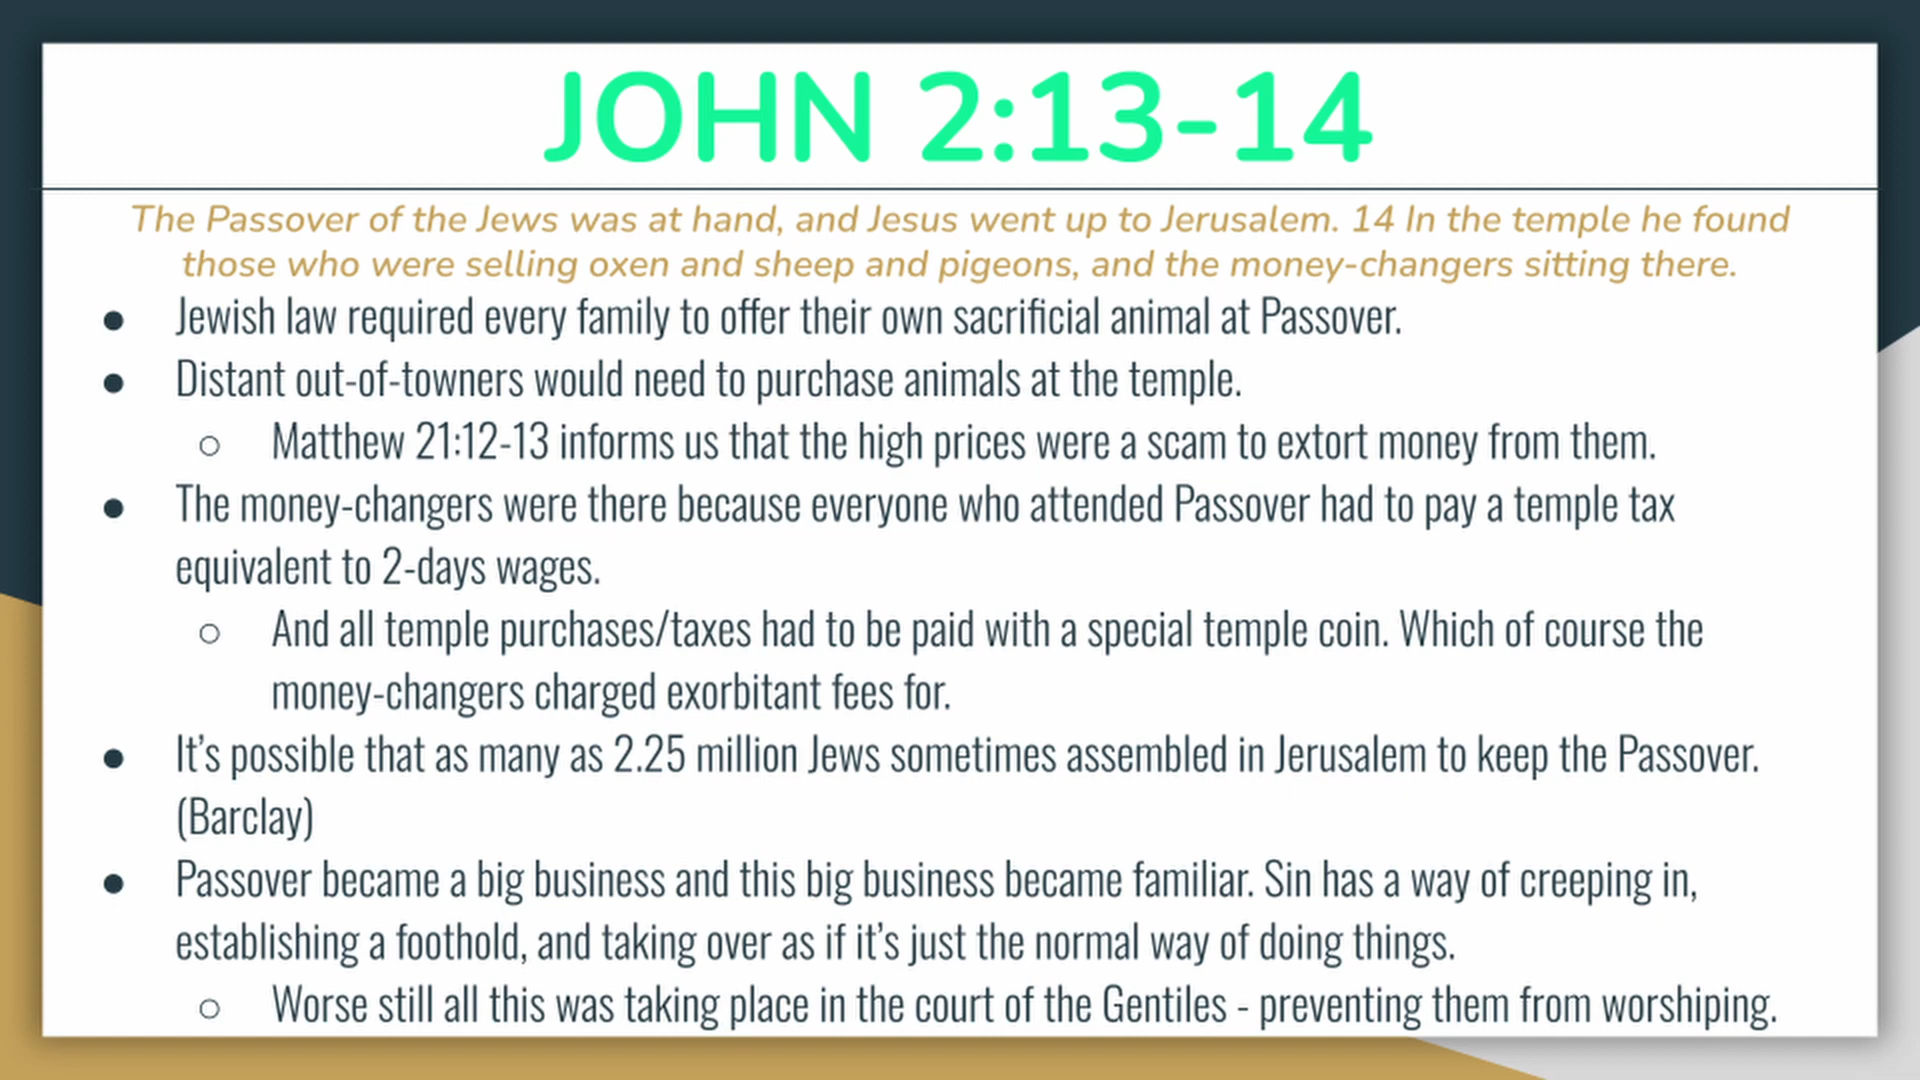 JOHN 2:13-14
The Passover of the Jews was at hand, and Jesus went up to Jerusalem. 14 In the temple he found
those who were selling oxen and sheep and pigeons, and the money-changers sitting there.
● Jewish law required every family to offer their own sacrificial animal at Passover.
● Distant out-of-towners would need to purchase animals at the temple.
○ Matthew 21:12-13 informs us that the high prices were a scam to extort money from them.
● The money-changers were there because everyone who attended Passover had to pay a temple tax
equivalent to 2-days wages.
○ And all temple purchases/taxes had to be paid with a special temple coin. Which of course the
money-changers charged exorbitant fees for.
● It’s possible that as many as 2.25 million Jews sometimes assembled in Jerusalem to keep the Passover.
(Barclay)
● Passover became a big business and this big business became familiar. Sin has a way of creeping in,
establishing a foothold, and taking over as if it’s just the normal way of doing things.
○ Worse still all this was taking place in the court of the Gentiles - preventing them from worshiping.